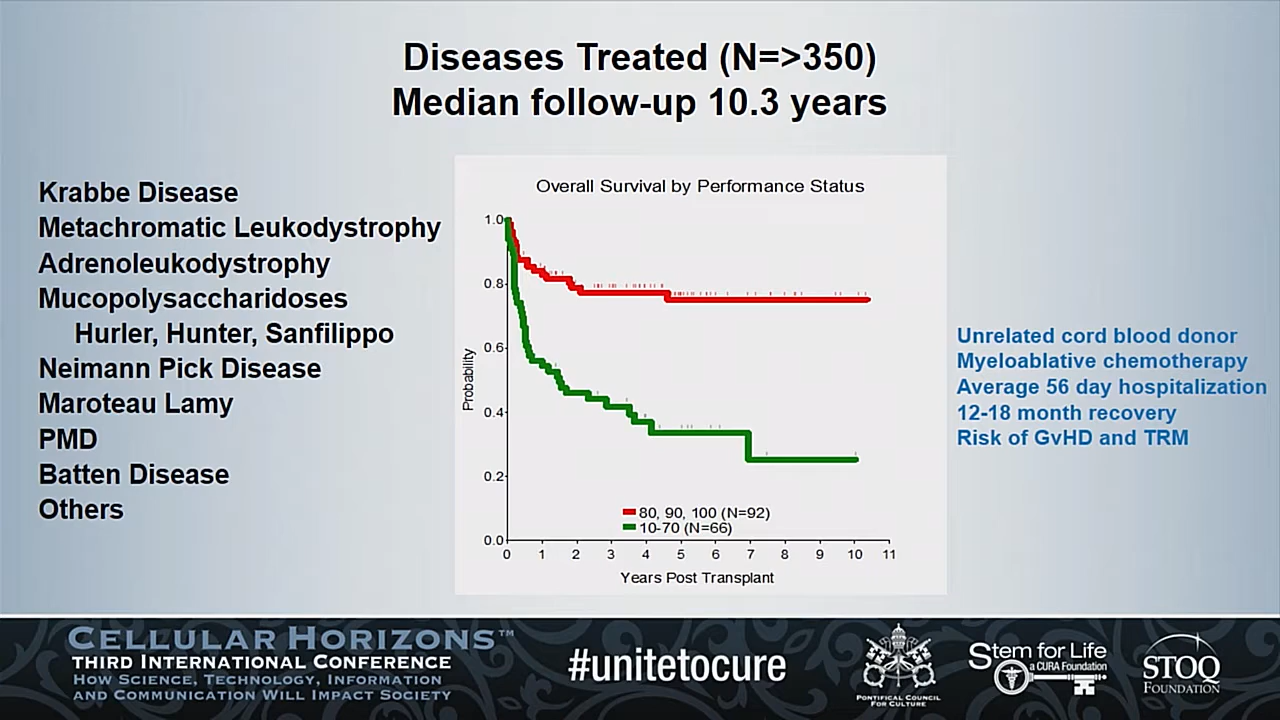 Diseases Treated (N=>350)
Median follow-up 10.3 years
Krabbe Disease
Metachromatic Leukodystrophy
Adrenoleukodystrophy
Mucopolysaccharidoses
Hurler, Hunter, Sanfilippo
Neimann Pick Disease
Maroteau Lamy
PMD
Batten Disease
Others
Overall Survival by Performance Status
1.0
0.8
0.6
0.4
0.2
0.0
Probability
80, 90, 100 (N=92)
10-70 (N=66)
0 1 2 3 4 5 6 7 8 9 10 11
Years Post Transplant
Unrelated cord blood donor
Myeloablative chemotherapy
Average 56 day hospitalization
12-18 month recovery
Risk of GvHD and TRM
CELLULAR HORIZONS™
THIRD INTERNATIONAL CONFERENCE
HOW SCIENCE, TECHNOLOGY, INFORMATION
AND COMMUNICATION WILL IMPACT SOCIETY
#unitetocure
PONTIFICAL COUNCIL
FOR CULTURE
Stem for Life
a CURA Foundation
STOQ
FOUNDATION